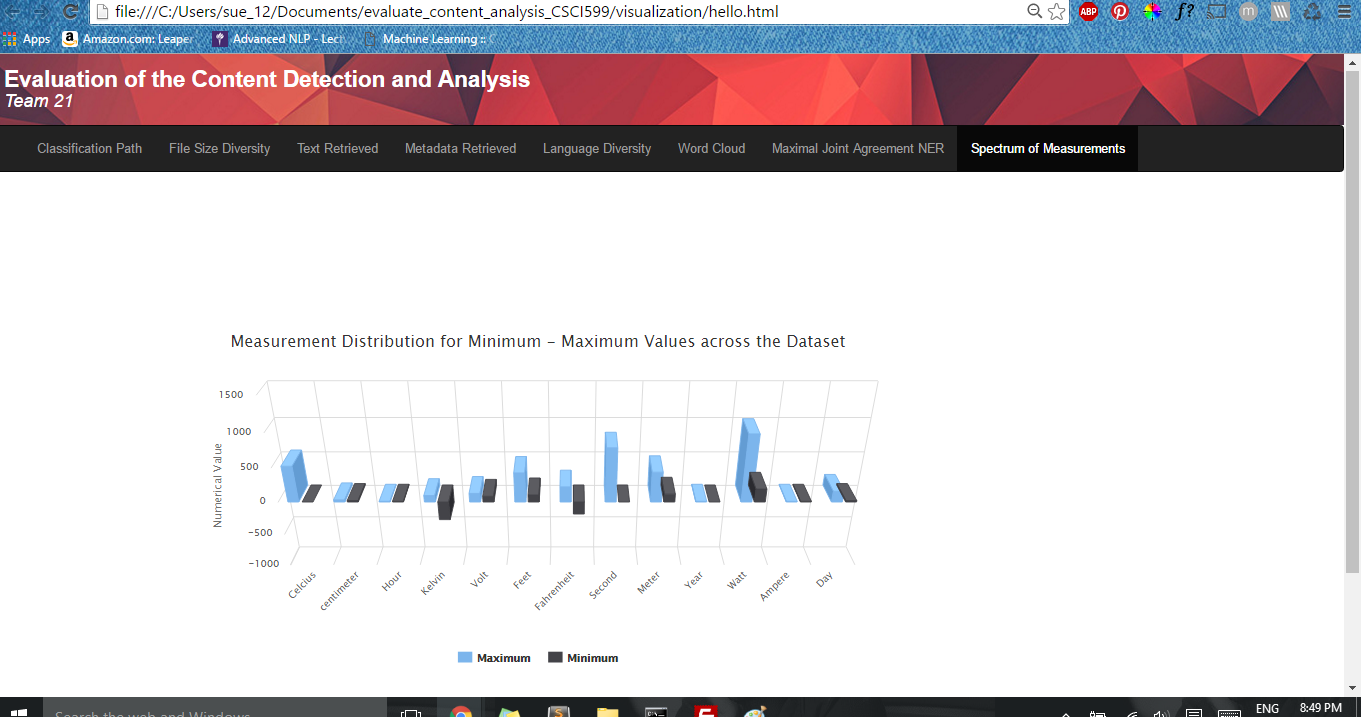 file:///C:/Users/sue_12/Documents/evaluate_content_analysis_CSCI599/visualization/hello.html
ABP f? m
Apps Amazon.com: Leaper Advanced NLP - Lect Machine Learning :: C
Evaluation of the Content Detection and Analysis
Team 21
Classification Path File Size Diversity Text Retrieved Metadata Retrieved Language Diversity Word Cloud Maximal Joint Agreement NER Spectrum of Measurements
Measurement Distribution for Minimum - Maximum Values across the Dataset
Numerical Value
1500
1000
500
0
-500
-1000
Celcius centimeter Hour Kelvin Volt Feet Fahrenheit Second Meter Year Watt Ampere Day
Maximum Minimum
Search the web and Windows
ENG 8:49 PM